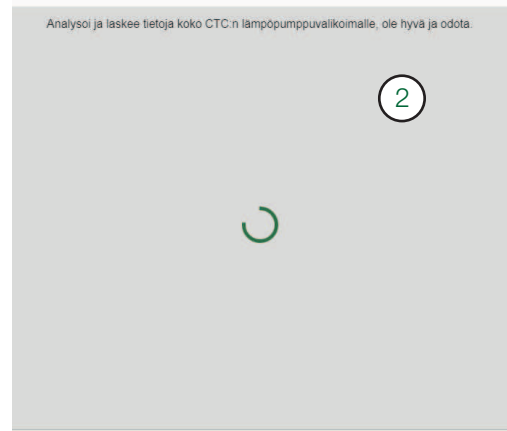 Analysoi ja laskee tietoja koko CTC:n lämpöpumppuvalikoimalle, ole hyvä ja odota.
2